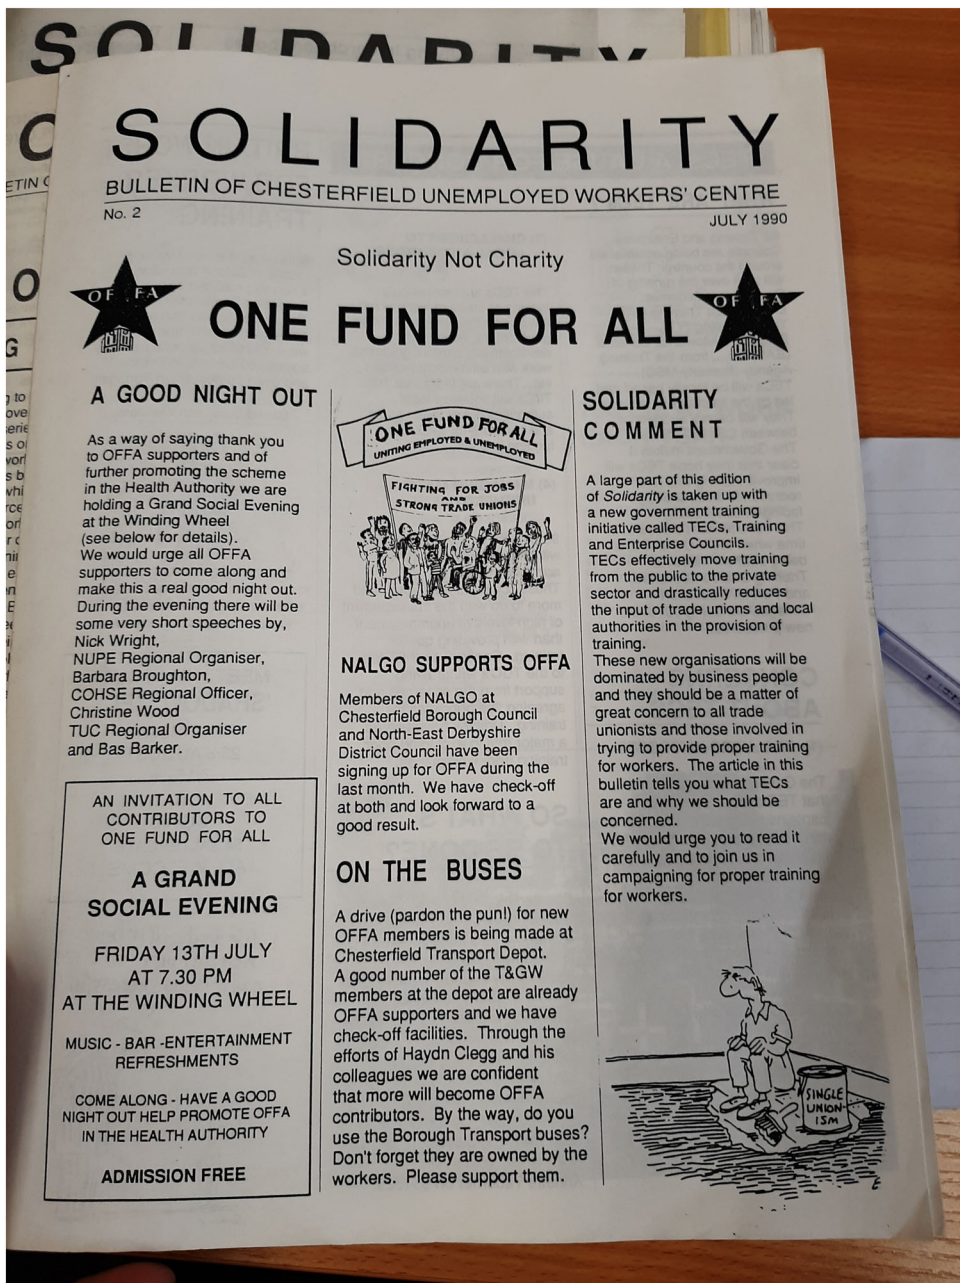 SOLIDARITY
SOLIDARITY
BULLETIN OF CHESTERFIELD UNEMPLOYED WORKERS' CENTRE
No. 2
JULY 1990
Solidarity Not Charity
OFFA
ONE FUND FOR ALL
OFFA
A GOOD NIGHT OUT
As a way of saying thank you
to OFFA supporters and of
further promoting the scheme
in the Health Authority we are
holding a Grand Social Evening
at the Winding Wheel
(see below for details).
We would urge all OFFA
supporters to come along and
make this a real good night out.
During the evening there will be
some very short speeches by,
Nick Wright,
NUPE Regional Organiser,
Barbara Broughton,
COHSE Regional Officer,
Christine Wood
TUC Regional Organiser
and Bas Barker.
AN INVITATION TO ALL
CONTRIBUTORS TO
ONE FUND FOR ALL
A GRAND
SOCIAL EVENING
FRIDAY 13TH JULY
AT 7.30 PM
AT THE WINDING WHEEL
MUSIC - BAR -ENTERTAINMENT
REFRESHMENTS
COME ALONG - HAVE A GOOD
NIGHT OUT HELP PROMOTE OFFA
IN THE HEALTH AUTHORITY
ADMISSION FREE
ONE FUND FOR ALL
UNITING EMPLOYED & UNEMPLOYED
FIGHTING FOR JOBS
AND
STRONG TRADE UNIONS
NALGO SUPPORTS OFFA
Members of NALGO at
Chesterfield Borough Council
and North-East Derbyshire
District Council have been
signing up for OFFA during the
last month. We have check-off
at both and look forward to a
good result.
ON THE BUSES
A drive (pardon the pun!) for new
OFFA members is being made at
Chesterfield Transport Depot.
A good number of the T&GW
members at the depot are already
OFFA supporters and we have
check-off facilities. Through the
efforts of Haydn Clegg and his
colleagues we are confident
that more will become OFFA
contributors. By the way, do you
use the Borough Transport buses?
Don't forget they are owned by the
workers. Please support them.
SOLIDARITY
COMMENT
A large part of this edition
of Solidarity is taken up with
a new government training
initiative called TECs, Training
and Enterprise Councils.
TECs effectively move training
from the public to the private
sector and drastically reduces
the input of trade unions and local
authorities in the provision of
training.
These new organisations will be
dominated by business people
and they should be a matter of
great concern to all trade
unionists and those involved in
trying to provide proper training
for workers. The article in this
bulletin tells you what TECs
are and why we should be
concerned.
We would urge you to read it
carefully and to join us in
campaigning for proper training
for workers.
SINGLE
UNION-
ISM